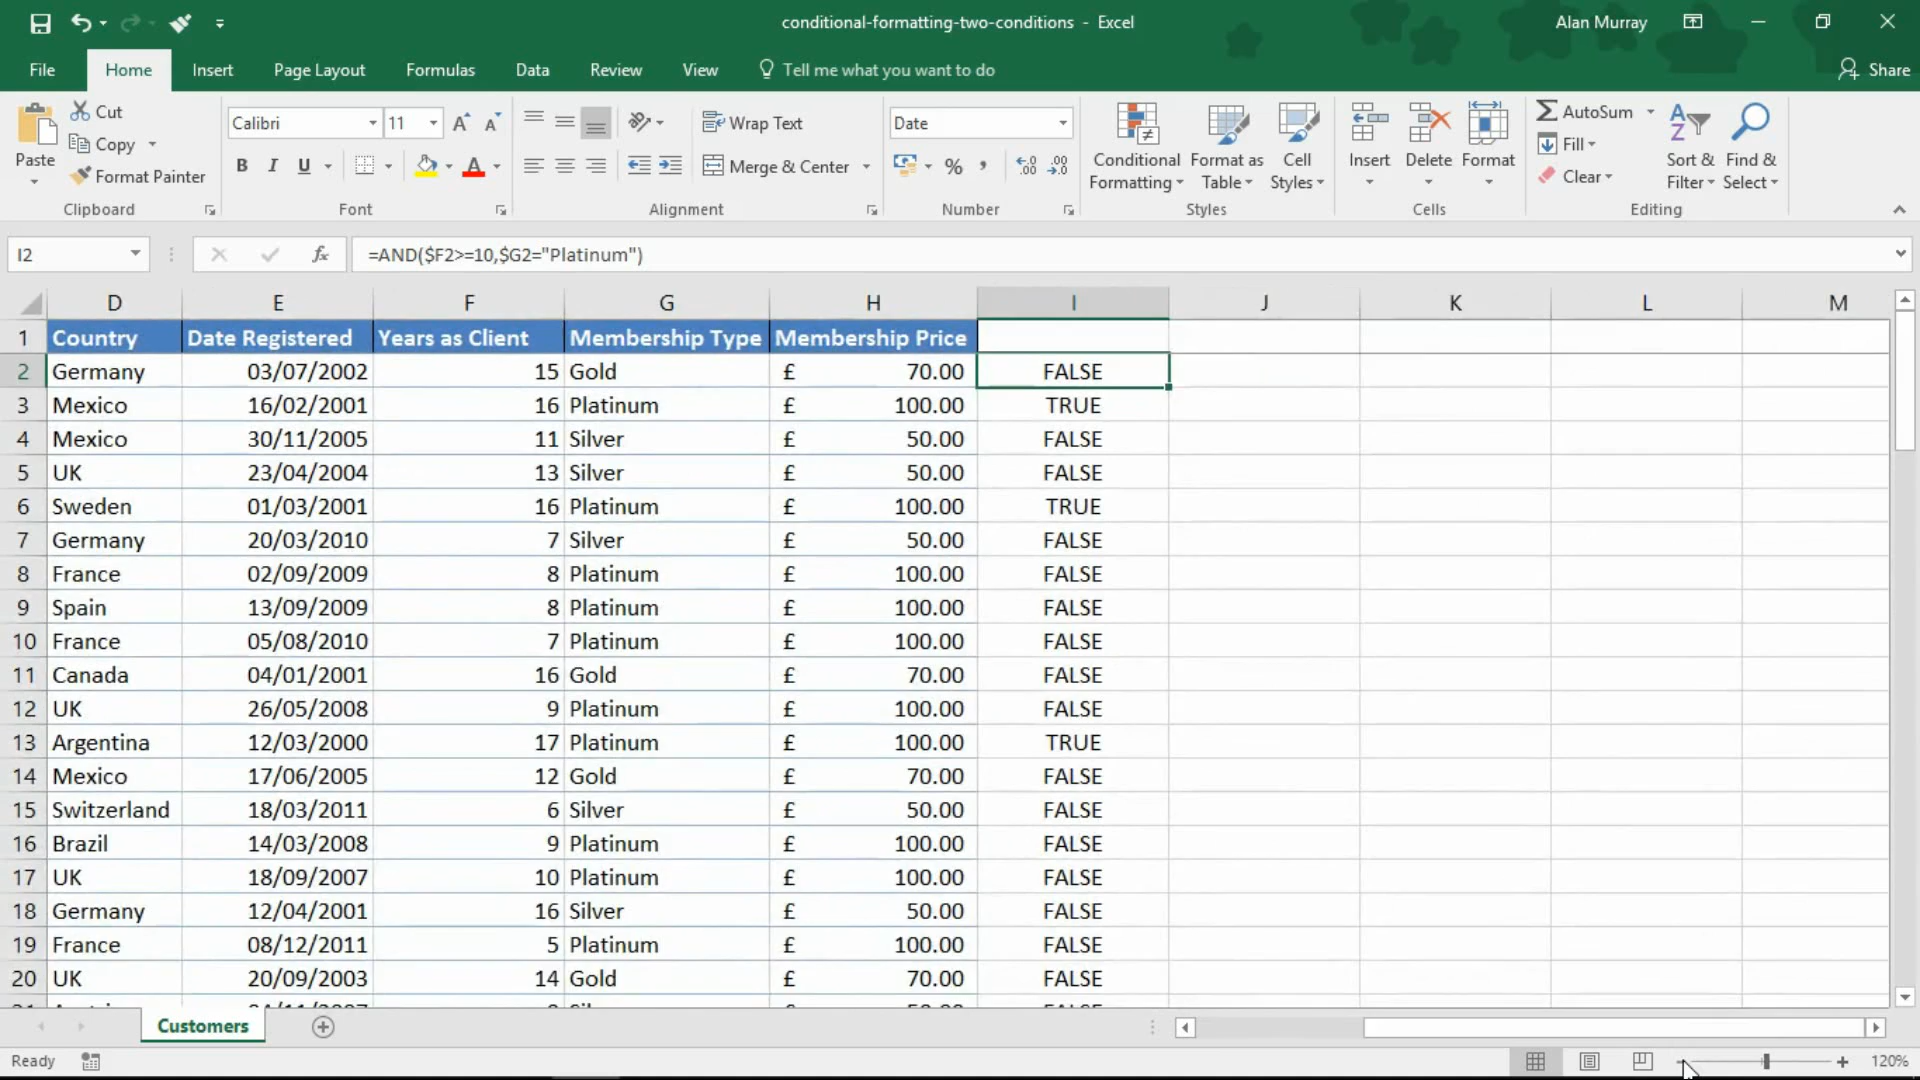 conditional-formatting-two-conditions - Excel
Alan Murray
File Home Insert Page Layout Formulas Data Review View Tell me what you want to do Share
Paste
Cut
Copy
Format Painter
Clipboard
Calibri 11
B I U
Font
Wrap Text
Merge & Center
Alignment
Date
%
Number
Conditional Formatting
Format as Table
Cell Styles
Styles
Insert Delete Format
Cells
AutoSum
Fill
Clear
Sort & Filter
Find & Select
Editing
I2 fx =AND($F2>=10,$G2="Platinum")
D E F G H I J K L M
1 Country Date Registered Years as Client Membership Type Membership Price
2 Germany 03/07/2002 15 Gold £ 70.00 FALSE
3 Mexico 16/02/2001 16 Platinum £ 100.00 TRUE
4 Mexico 30/11/2005 11 Silver £ 50.00 FALSE
5 UK 23/04/2004 13 Silver £ 50.00 FALSE
6 Sweden 01/03/2001 16 Platinum £ 100.00 TRUE
7 Germany 20/03/2010 7 Silver £ 50.00 FALSE
8 France 02/09/2009 8 Platinum £ 100.00 FALSE
9 Spain 13/09/2009 8 Platinum £ 100.00 FALSE
10 France 05/08/2010 7 Platinum £ 100.00 FALSE
11 Canada 04/01/2001 16 Gold £ 70.00 FALSE
12 UK 26/05/2008 9 Platinum £ 100.00 FALSE
13 Argentina 12/03/2000 17 Platinum £ 100.00 TRUE
14 Mexico 17/06/2005 12 Gold £ 70.00 FALSE
15 Switzerland 18/03/2011 6 Silver £ 50.00 FALSE
16 Brazil 14/03/2008 9 Platinum £ 100.00 FALSE
17 UK 18/09/2007 10 Platinum £ 100.00 FALSE
18 Germany 12/04/2001 16 Silver £ 50.00 FALSE
19 France 08/12/2011 5 Platinum £ 100.00 FALSE
20 UK 20/09/2003 14 Gold £ 70.00 FALSE
Customers
Ready
120%